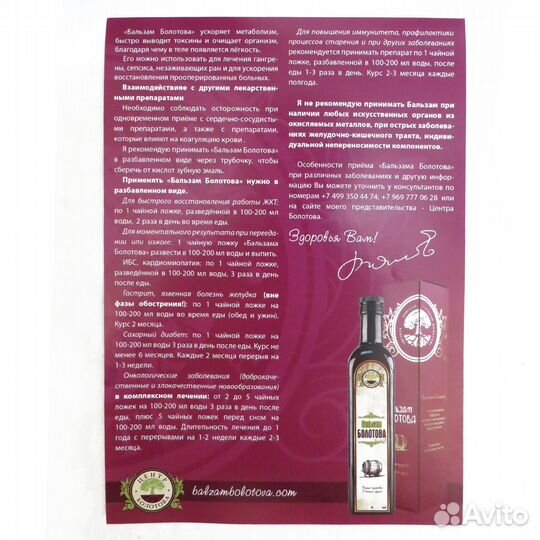 «Бальзам Болотова» ускоряет метаболизм,
быстро выводит токсины и очищает организм,
благодаря чему в теле появляется лёгкость.
Его можно использовать для лечения гангре-
ны, сепсиса, незаживающих ран и для ускорения
восстановления прооперированных больных.
Взаимодействие с другими лекарствен-
ными препаратами
Необходимо соблюдать осторожность при
одновременном приёме с сердечно-сосудисты-
ми препаратами, а также с препаратами,
которые влияют на коагуляцию крови .
Я рекомендую принимать «Бальзам Болотова»
в разбавленном виде через трубочку, чтобы
сберечь от кислот зубную эмаль.
Применять «Бальзам Болотова» нужно в
разбавленном виде.
Для быстрого восстановления работы ЖКТ:
по 1 чайной ложке, разведённой в 100-200 мл
воды, 2 раза в день во время еды.
Для моментального результата при переда-
нии или изжоге: 1 чайную ложку «Бальзама
Болотова» развести в 100-200 мл воды и выпить.
ИБС, кардиомиопатия: по 1 чайной ложке,
разведённой в 100-200 мл воды, 3 раза в день
после еды.
Гастрит, язвенная болезнь желудка (вне
фазы обострения!): по 1 чайной ложке на
100-200 мл воды во время еды (обед и ужин).
Курс 2 месяца.
Сахарный диабет: по 1 чайной ложке на
100-200 мл воды 3 раза в день после еды. Курс не
менее 6 месяцев. Каждые 2 месяца перерыв на
1-3 недели.
Онкологические заболевания (доброкаче-
ственные и злокачественные новообразования)
в комплексном лечении: от 2 до 5 чайных
ложек на 100-200 мл воды 3 раза в день после
еды, плюс 5 чайных ложек перед сном на
100-200 мл воды. Длительность лечения до 1
года с перерывами на 1-2 недели каждые 2-3
месяца.
Для повышения иммунитета, профилактики
процессов старения и при других заболеваниях
рекомендуется принимать препарат по 1 чайной
ложке, разбавленной в 100-200 мл воды, после
еды 1-3 раза в день. Курс 2-3 месяца каждые
полгода.
Я не рекомендую принимать Бальзам при
наличии любых искусственных органов из
окисляемых металлов, при острых заболева-
ниях желудочно-кишечного тракта, индиви-
дуальной непереносимости компонентов.
Особенности приёма «Бальзама Болотова»
при различных заболеваниях и другую инфор-
мацию Вы можете уточнить у консультантов по
номерам +7 499 350 44 74; +7 969 777 06 28 или
на сайте моего представительства - Центра
Болотова.
Здоровья Вам!
Бальзам
БОЛОТОВА
ЦЕНТР
БОЛОТОВА
balzambolotova.com
Avito